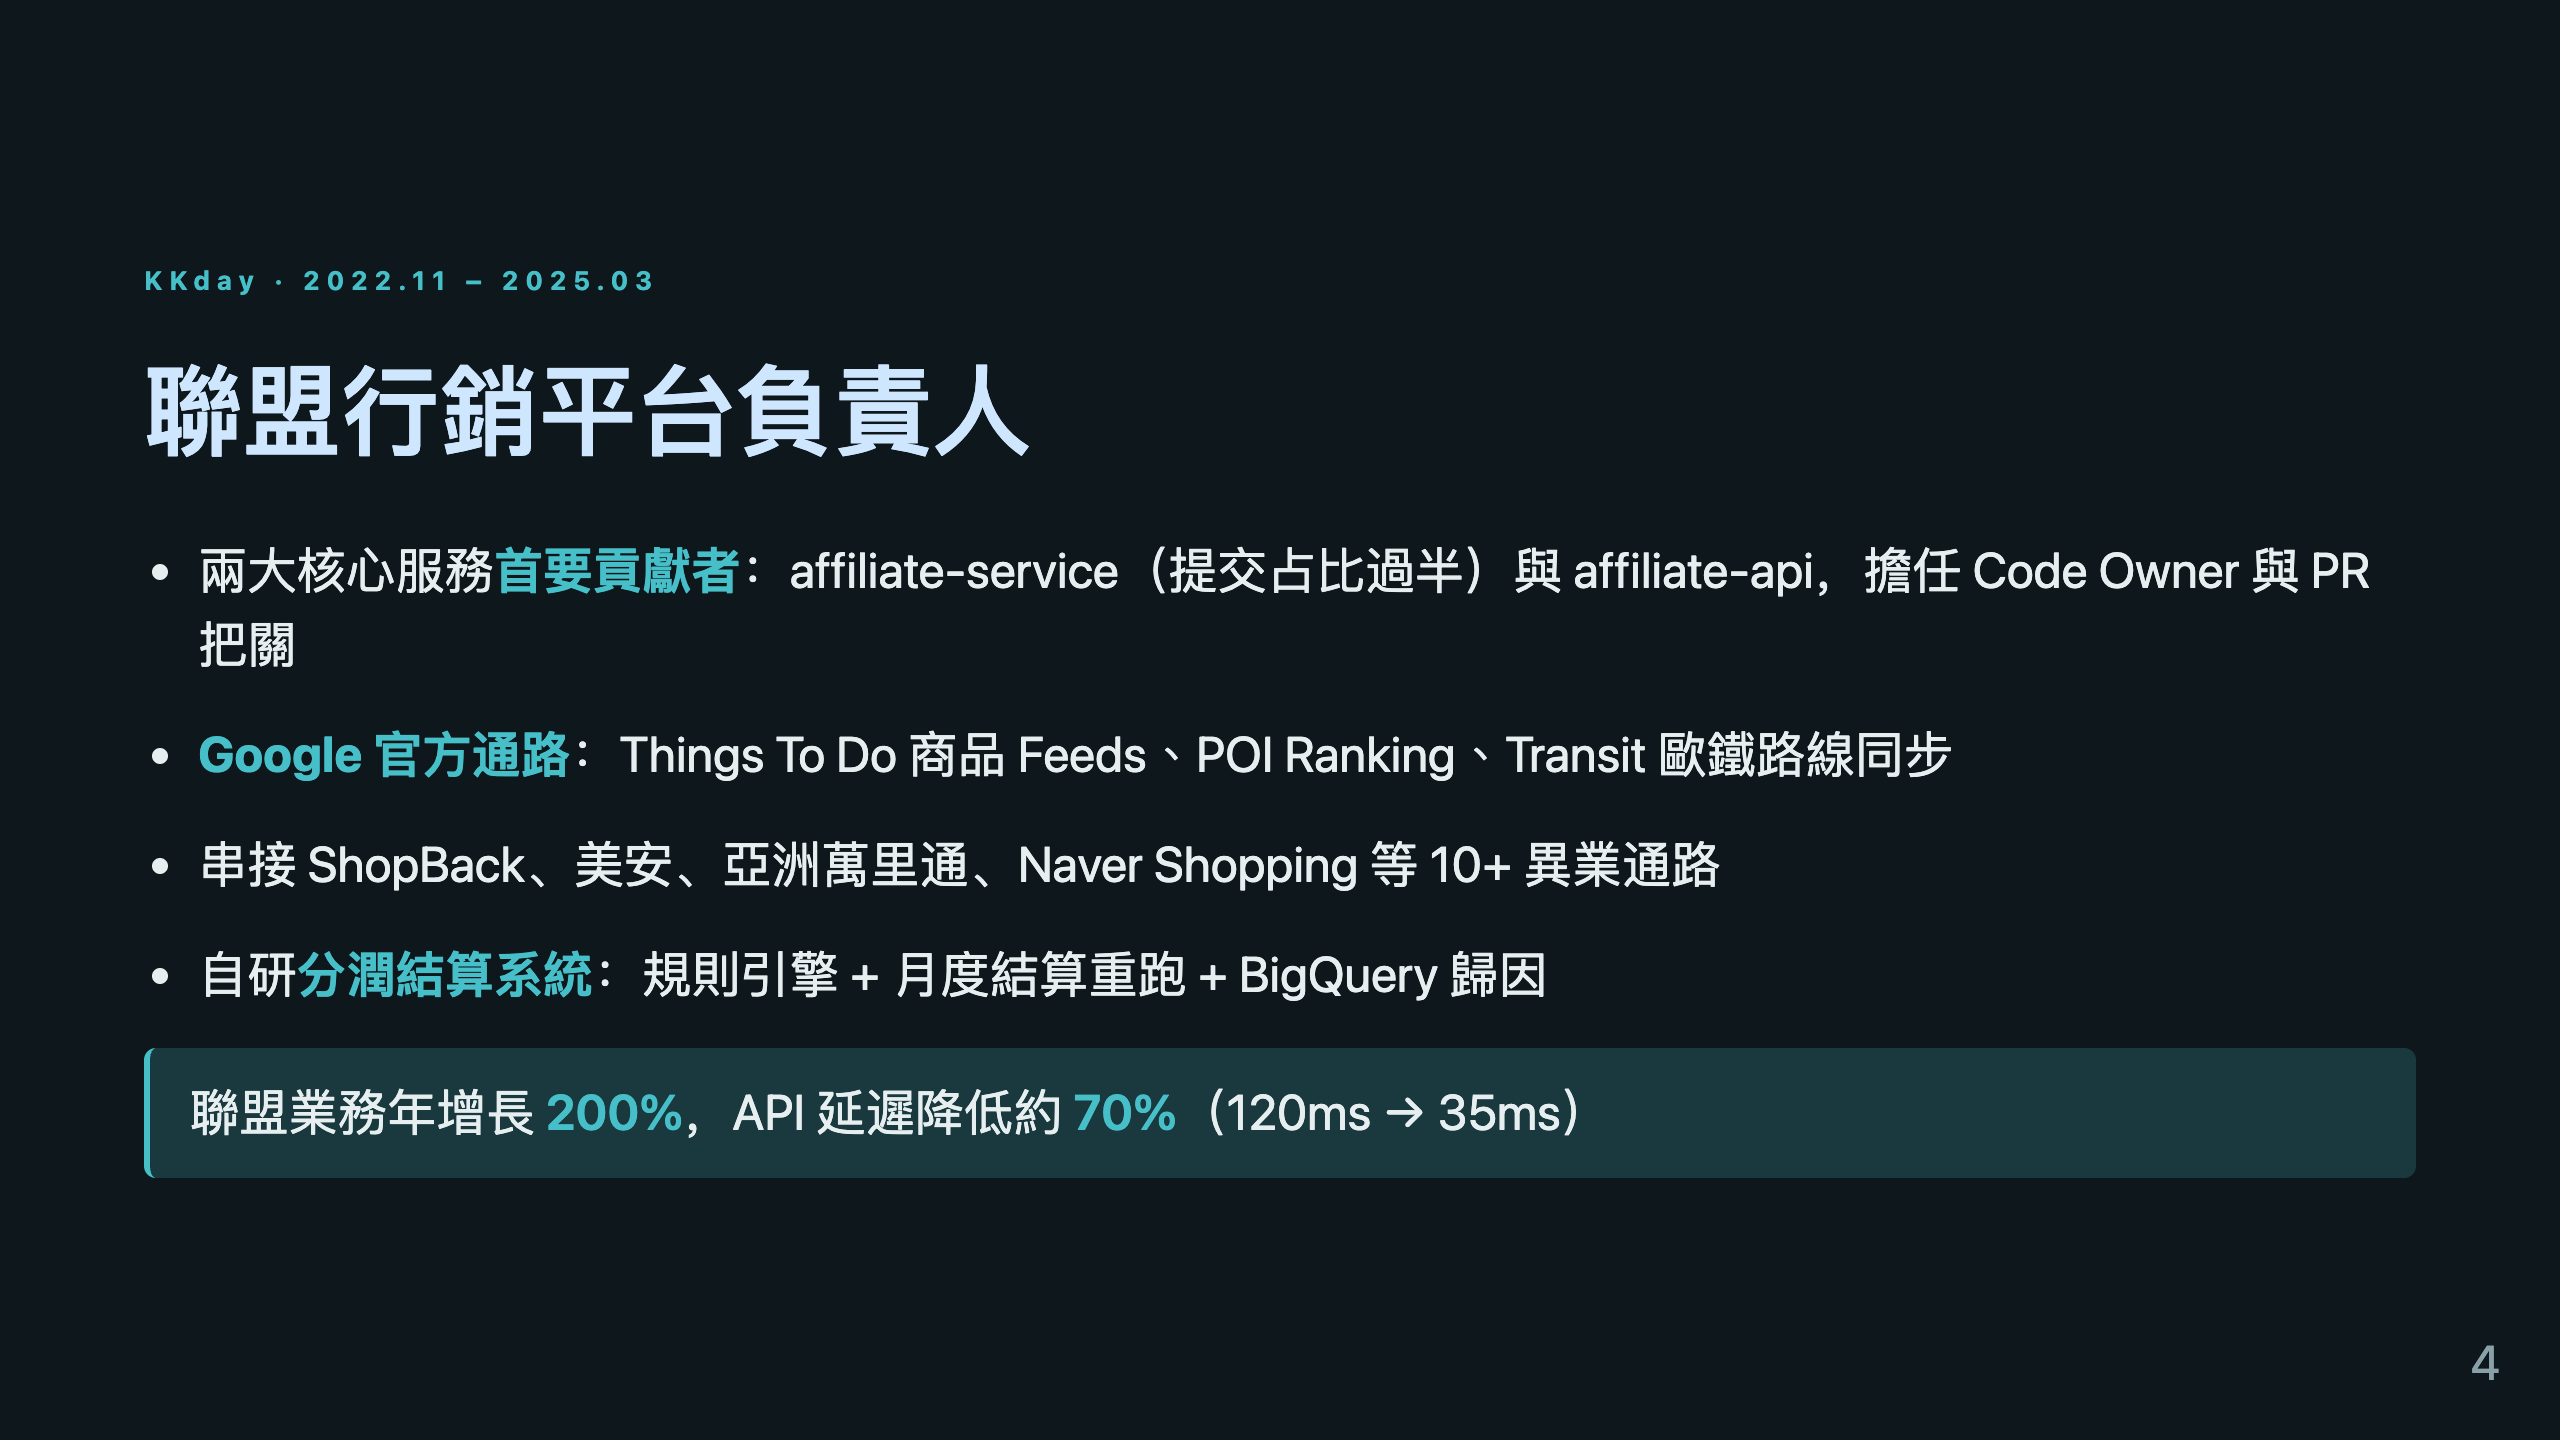 KKday · 2022.11 – 2025.03
聯盟行銷平台負責人
• 兩大核心服務首要貢獻者：affiliate-service（提交占比過半）與 affiliate-api，擔任 Code Owner 與 PR
把關
• Google 官方通路：Things To Do 商品 Feeds、POI Ranking、Transit 歐鐵路線同步
• 串接 ShopBack、美安、亞洲萬里通、Naver Shopping 等 10+ 異業通路
• 自研分潤結算系統：規則引擎 + 月度結算重跑 + BigQuery 歸因
聯盟業務年增長 200%，API 延遲降低約 70%（120ms → 35ms）
4